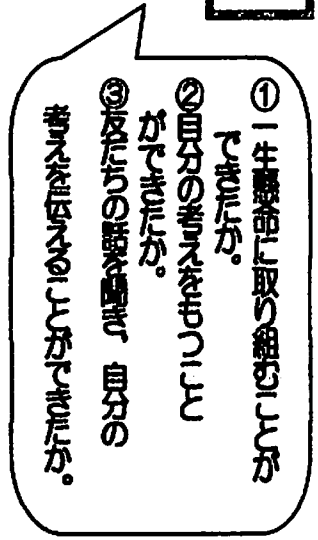 ①一生懸命に取り組むことが
できたか。
②自分の考えをもつこと
ができたか。
③友だちの話を聞き、自分の
考えを伝えることができたか。